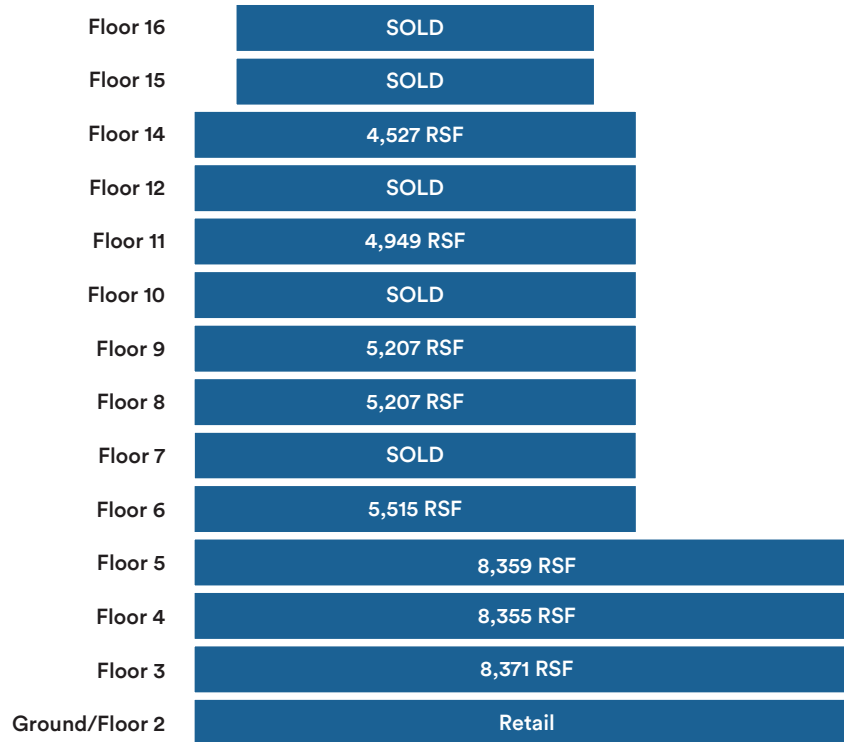 Floor 16 SOLD
Floor 15 SOLD
Floor 14 4,527 RSF
Floor 12 SOLD
Floor 11 4,949 RSF
Floor 10 SOLD
Floor 9 5,207 RSF
Floor 8 5,207 RSF
Floor 7 SOLD
Floor 6 5,515 RSF
Floor 5 8,359 RSF
Floor 4 8,355 RSF
Floor 3 8,371 RSF
Ground/Floor 2 Retail